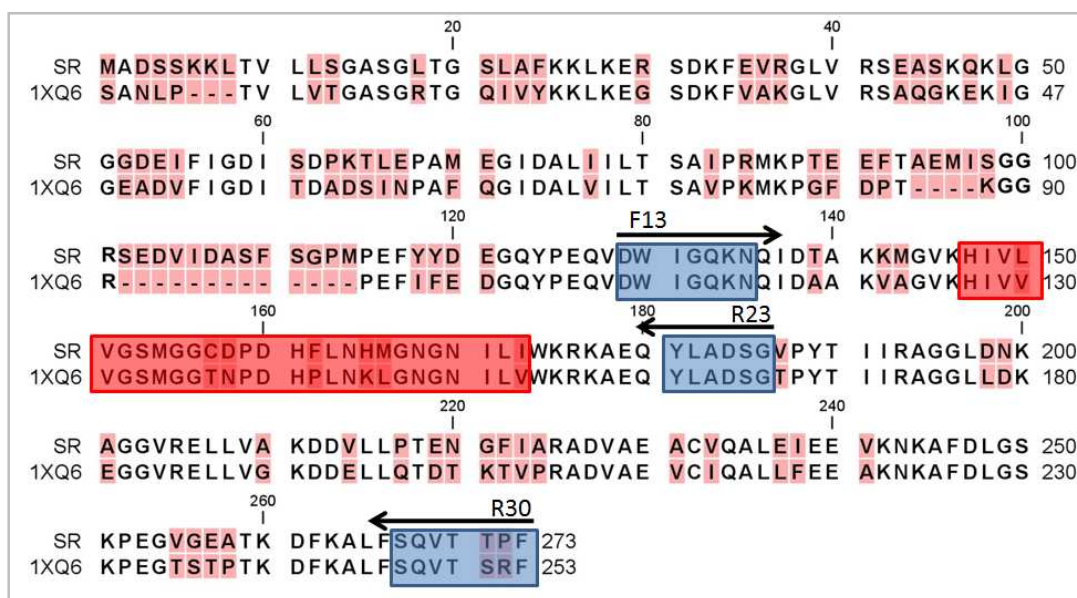 20 40
SR MADSSKKLTV LLSGASGLTG SLAFKKLKER SDKFEVRGLV RSEASKQKLG 50
1XQ6 SANLP---TV LVTGASGRTG QIVYKKLKEG SDKFVAKGLV RSAQGKEKIG 47
60 80 100
SR GGDEIFIGDI SDPKTLEPAM EGIDALIILT SAIPRMKPTE EFTAEMISGG 100
1XQ6 GEADVFIGDI TDADSINPAF QGIDALVILT SAVPKMKPGF DPT----KGG 90
120 F13 140
SR RSEDVIDASF SGPMPEFYYD EGQYPEQVDW IGQKNQIDTA KKMGVKHIVL 150
1XQ6 R--------- ----PEFIFE DGQYPEQVDW IGQKNQIDAA KVAGVKHIVV 130
160 180 R23 200
SR VGSMGGCDPD HFLNHMGNGN ILIWKRKAEQ YLADSGVPYT IIRAGGLDNK 200
1XQ6 VGSMGGTNPD HPLNKLGNGN ILVWKRKAEQ YLADSGTPYT IIRAGGLLDK 180
220 240
SR AGGVRELLVA KDDVLLPTEN GFIARADVAE ACVQALEIEE VKNKAFDLGS 250
1XQ6 EGGVRELLVG KDDELLQTDT KTVPRADVAE VCIQALLFEE AKNKAFDLGS 230
260 R30
SR KPEGVGEATK DFKALFSQVT TPF 273
1XQ6 KPEGTSTPTK DFKALFSQVT SRF 253